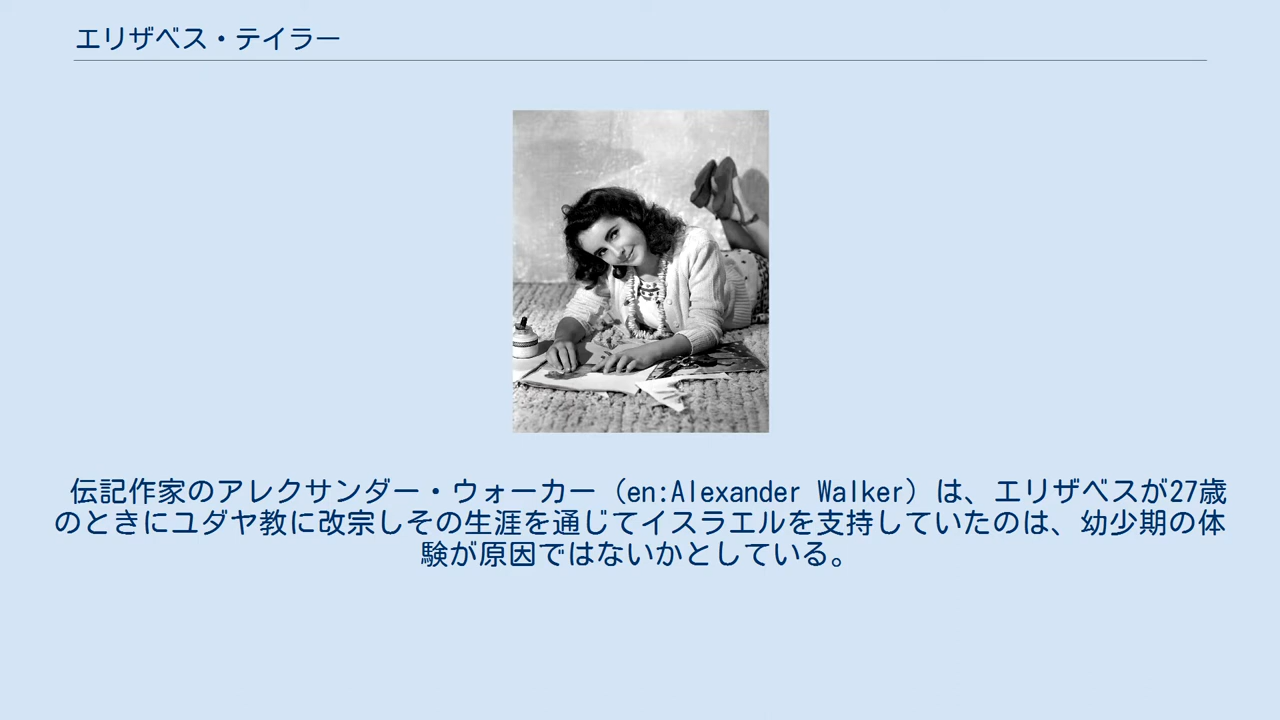 エリザベス・テイラー
伝記作家のアレクサンダー・ウォーカー（en:Alexander Walker）は、エリザベスが27歳
のときにユダヤ教に改宗しその生涯を通じてイスラエルを支持していたのは、幼少期の体
験が原因ではないかとしている。